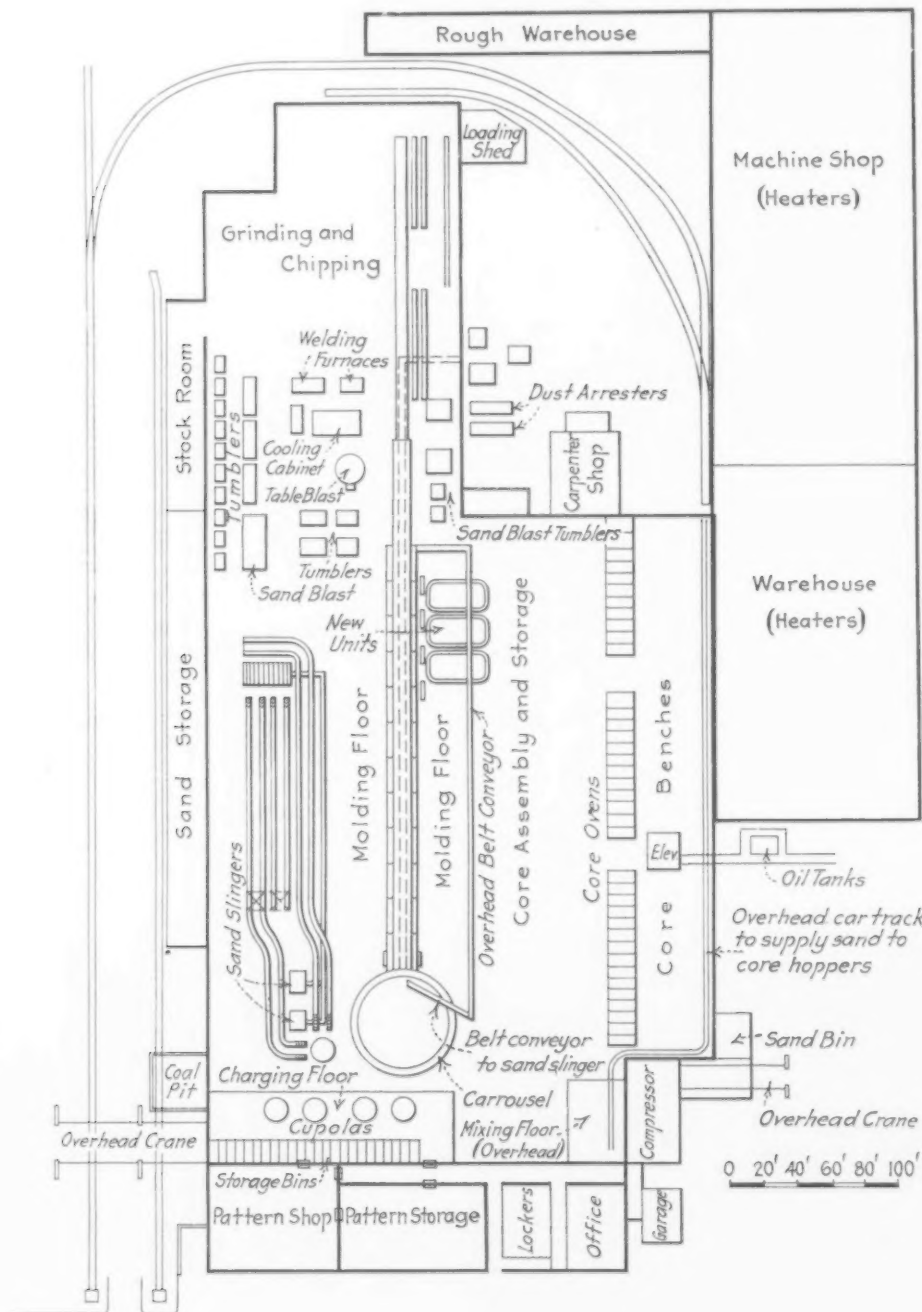 Rough Warehouse
Loading
Shed
Machine Shop
(Heaters)
Grinding and
Chipping
Welding
Furnaces
Stock Room
Tumblers
Dust Arresters
Cooling
Cabinet
Table Blast
Carpenter
Shop
Sand Blast Tumblers
Tumblers
Sand Blast
Warehouse
(Heaters)
New
Units
Sand Storage
Molding Floor
Molding Floor
Overhead Belt Conveyor
Core Assembly and Storage
Core Ovens
Core Benches
Elev.
Oil Tanks
Sand Slingers
Overhead car track
to supply sand to
core hoppers
Belt conveyor
to sand slinger
Sand Bin
Coal
Pit
Charging Floor
Carrousel
Cupolas
Mixing Floor
(Overhead)
Compressor
Overhead Crane
Overhead Crane
Storage Bins
0 20' 40' 60' 80' 100'
Pattern Shop
Pattern Storage
Lockers
Office
Garage